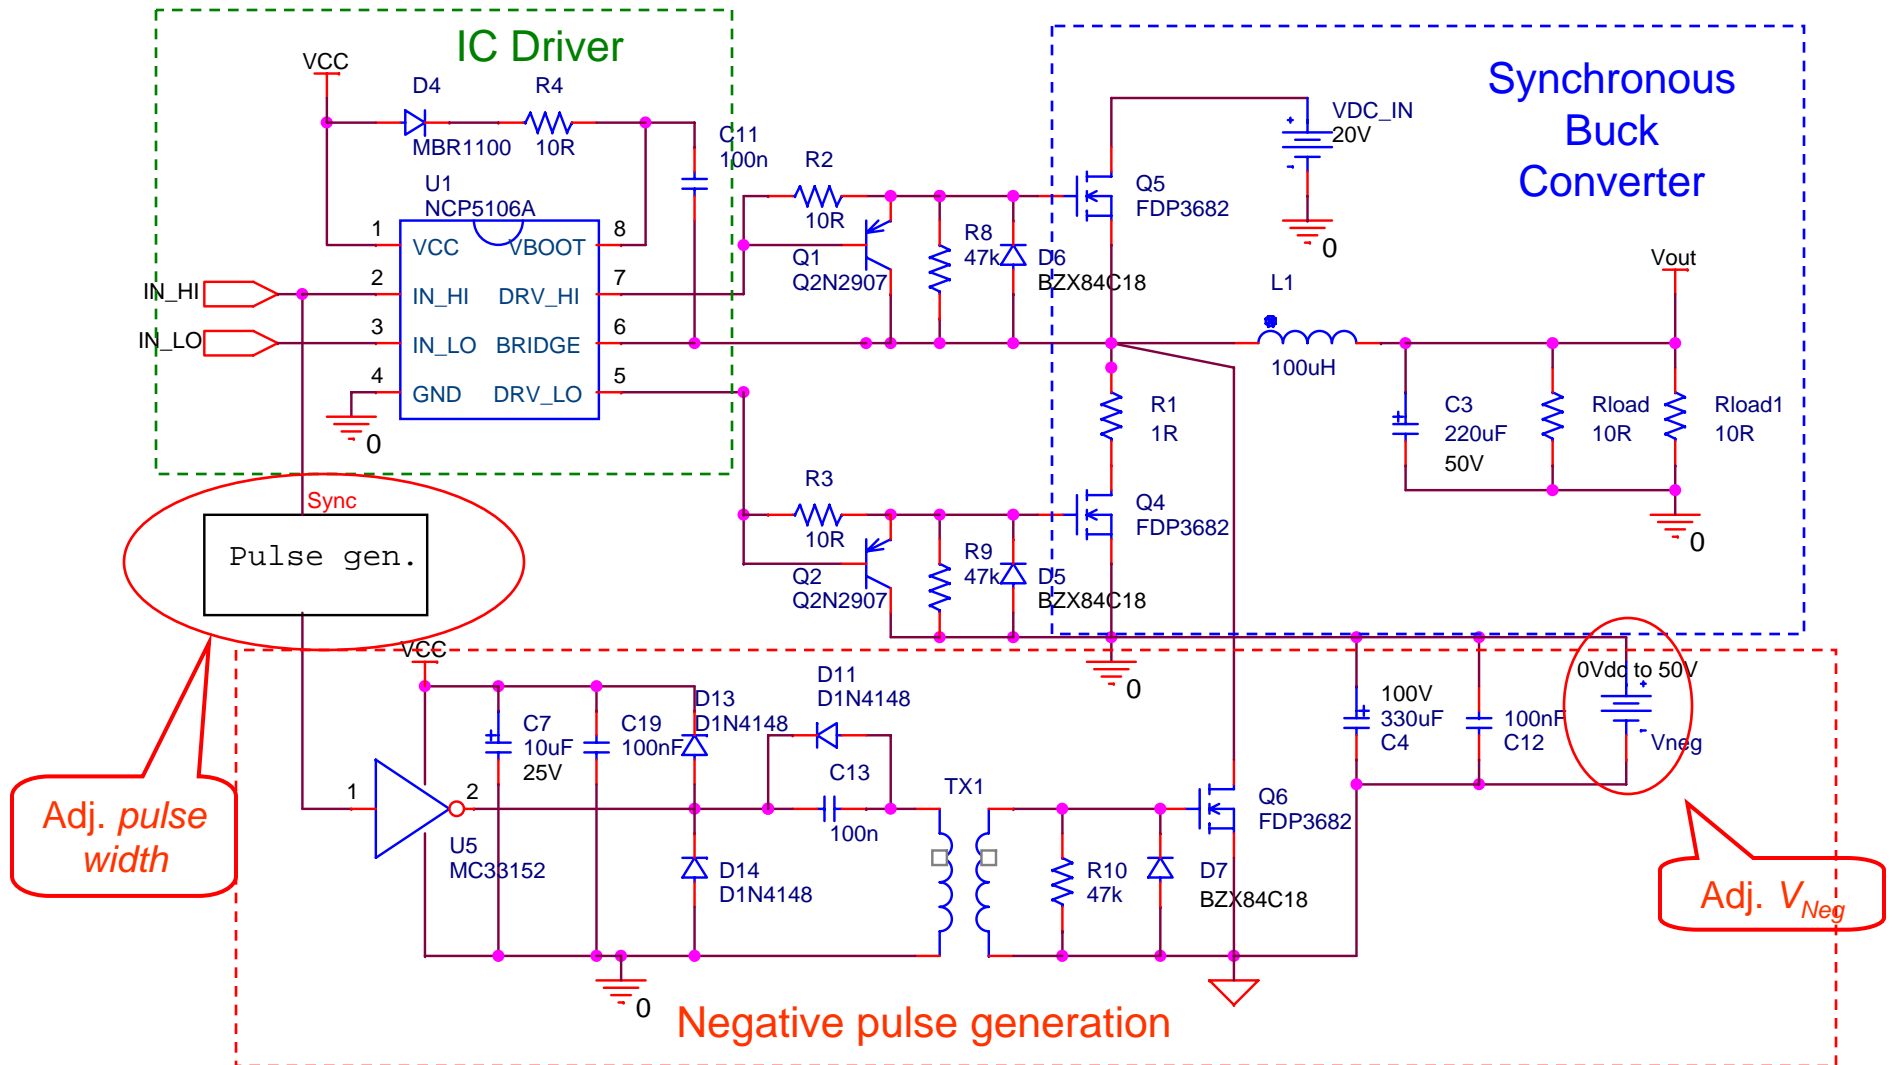 IC Driver
VCC
D4
MBR1100
R4
10R
C11
100n
U1
NCP5106A
1
VCC
VBOOT
8
2
IN_HI
DRV_HI
7
3
IN_LO
BRIDGE
6
4
GND
DRV_LO
5
IN_HI
IN_LO
0
Synchronous
Buck
Converter
VDC_IN
20V
0
R2
10R
Q1
Q2N2907
R8
47k
D6
BZX84C18
Q5
FDP3682
L1
100uH
Vout
R1
1R
C3
220uF
50V
Rload
10R
Rload1
10R
0
R3
10R
Q2
Q2N2907
R9
47k
D5
BZX84C18
Q4
FDP3682
0
Sync
Pulse gen.
Adj. pulse
width
VCC
C7
10uF
25V
C19
100nF
D13
D1N4148
D11
D1N4148
C13
100n
1
2
U5
MC33152
D14
D1N4148
0
TX1
R10
47k
D7
BZX84C18
Q6
FDP3682
100V
330uF
C4
100nF
C12
0Vdc to 50V
Vneg
Adj. VNeg
Negative pulse generation